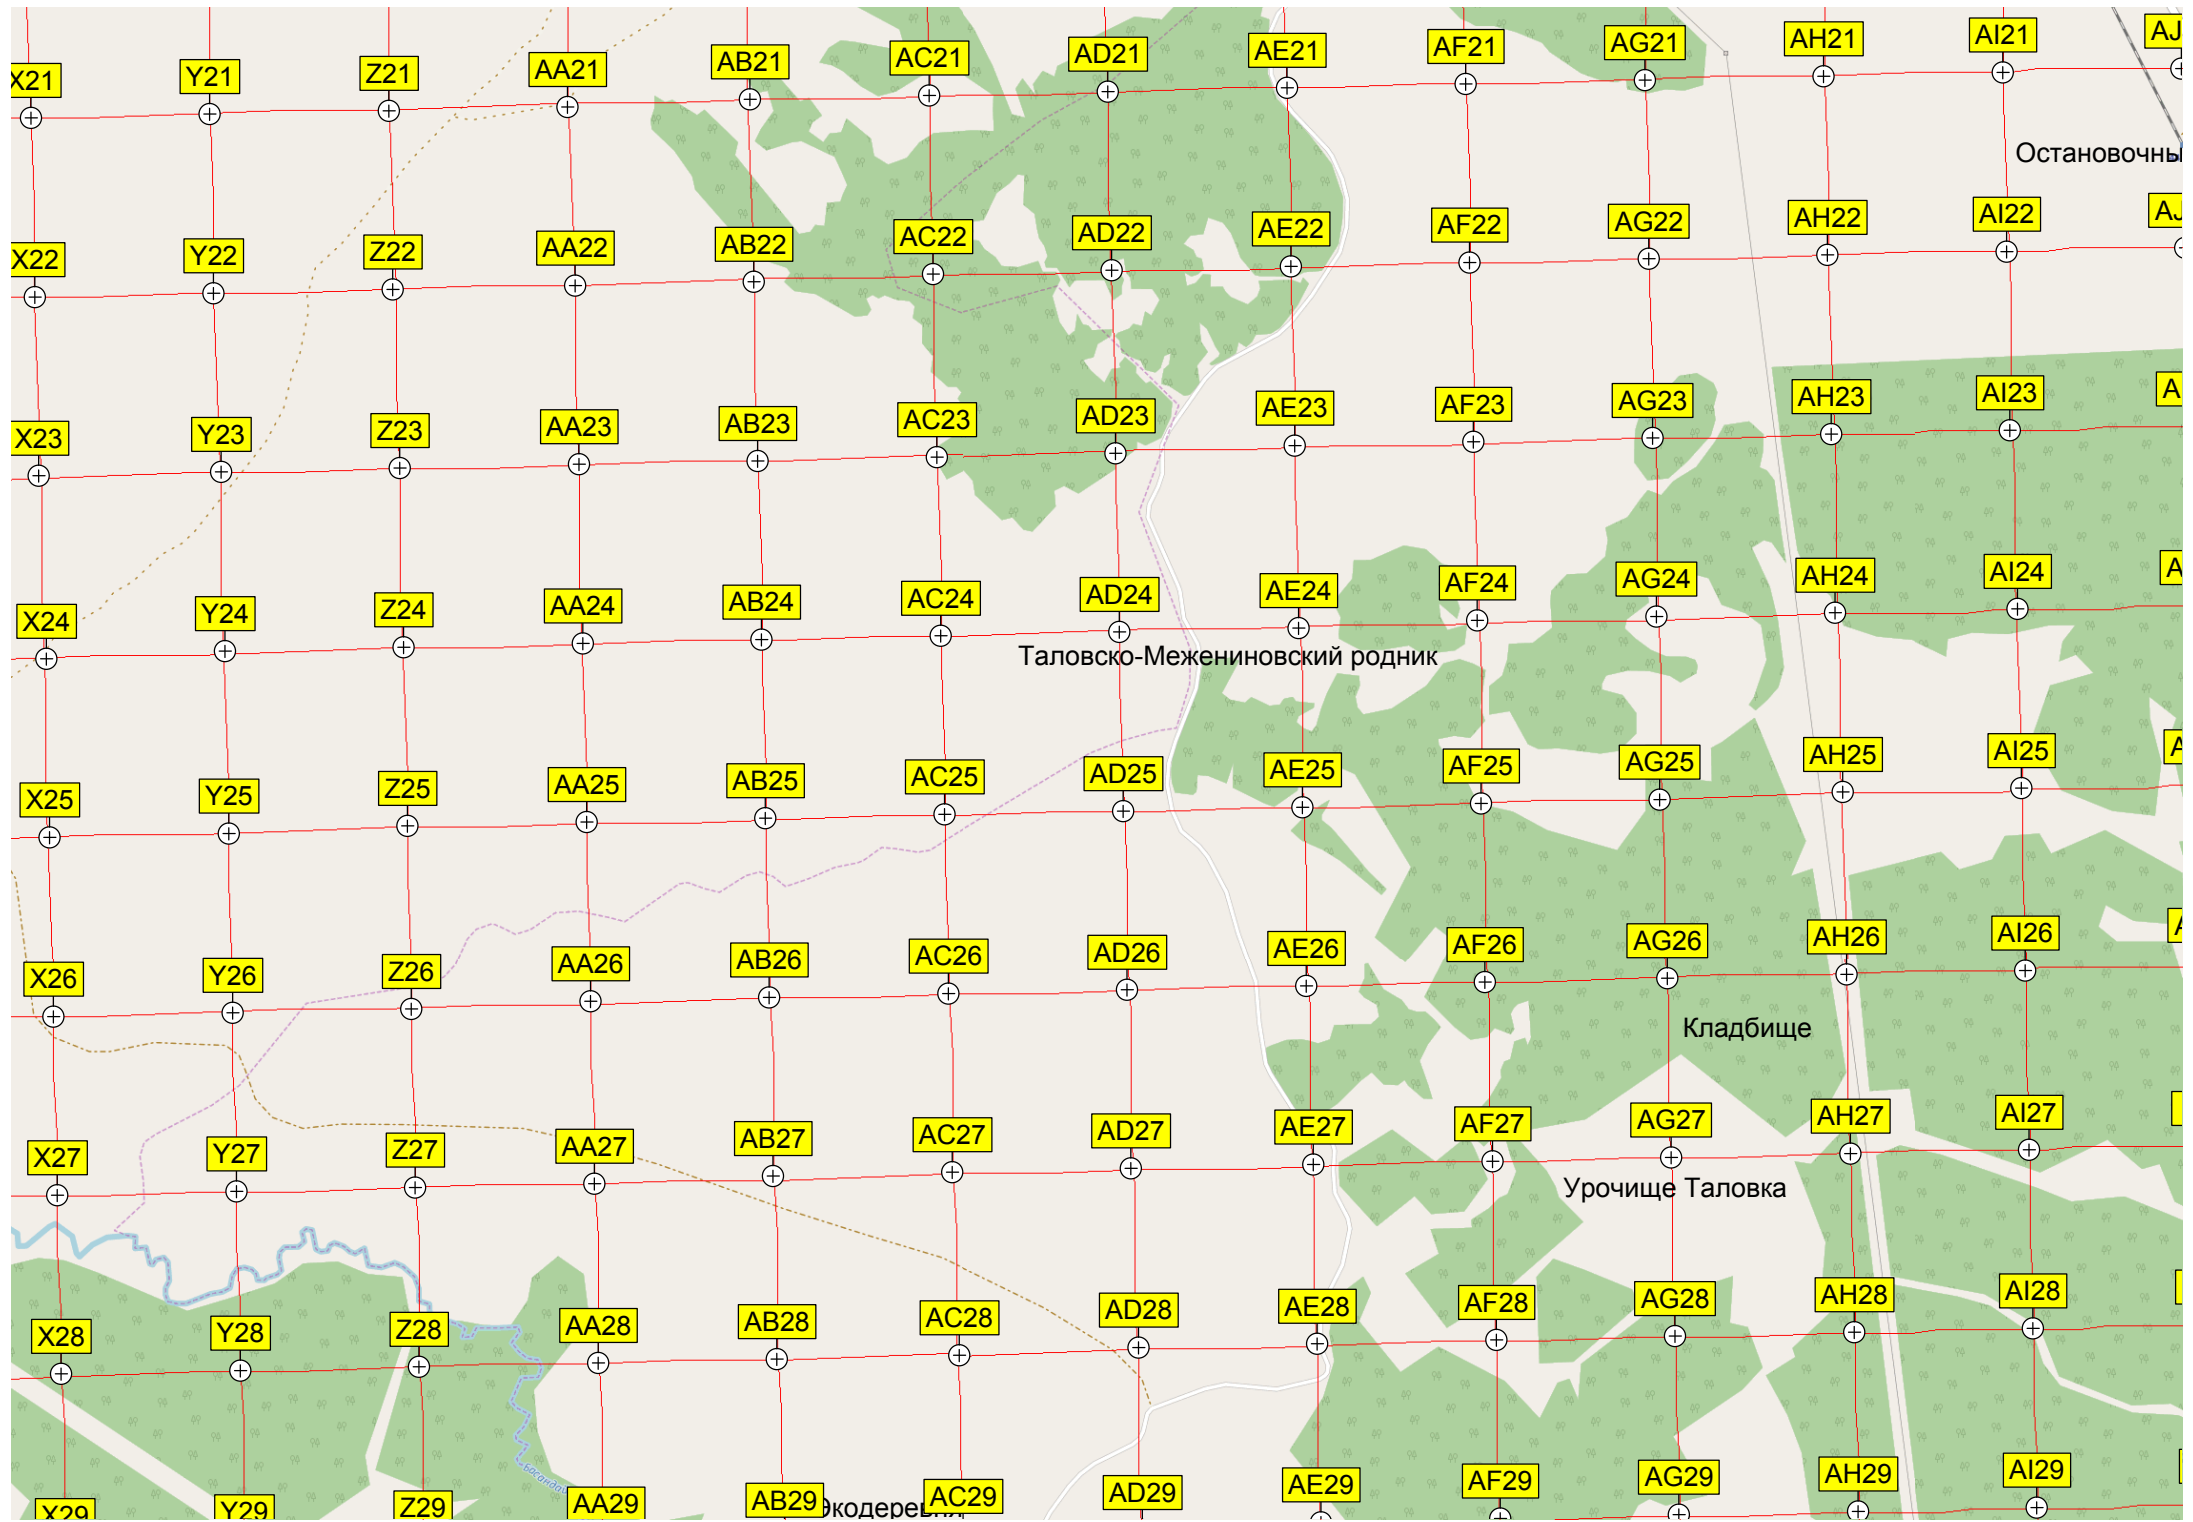 X21 Y21 Z21 AA21 AB21 AC21 AD21 AE21 AF21 AG21 AH21 AI21 AJ
Остановочны
X22 Y22 Z22 AA22 AB22 AC22 AD22 AE22 AF22 AG22 AH22 AI22 AJ
X23 Y23 Z23 AA23 AB23 AC23 AD23 AE23 AF23 AG23 AH23 AI23 A
X24 Y24 Z24 AA24 AB24 AC24 AD24 AE24 AF24 AG24 AH24 AI24 A
Таловско-Межениновский родник
X25 Y25 Z25 AA25 AB25 AC25 AD25 AE25 AF25 AG25 AH25 AI25 A
X26 Y26 Z26 AA26 AB26 AC26 AD26 AE26 AF26 AG26 AH26 AI26
Кладбище
X27 Y27 Z27 AA27 AB27 AC27 AD27 AE27 AF27 AG27 AH27 AI27
Урочище Таловка
X28 Y28 Z28 AA28 AB28 AC28 AD28 AE28 AF28 AG28 AH28 AI28
X29 Y29 Z29 AA29 AB29 AC29 AD29 AE29 AF29 AG29 AH29 AI29
Экодеревня